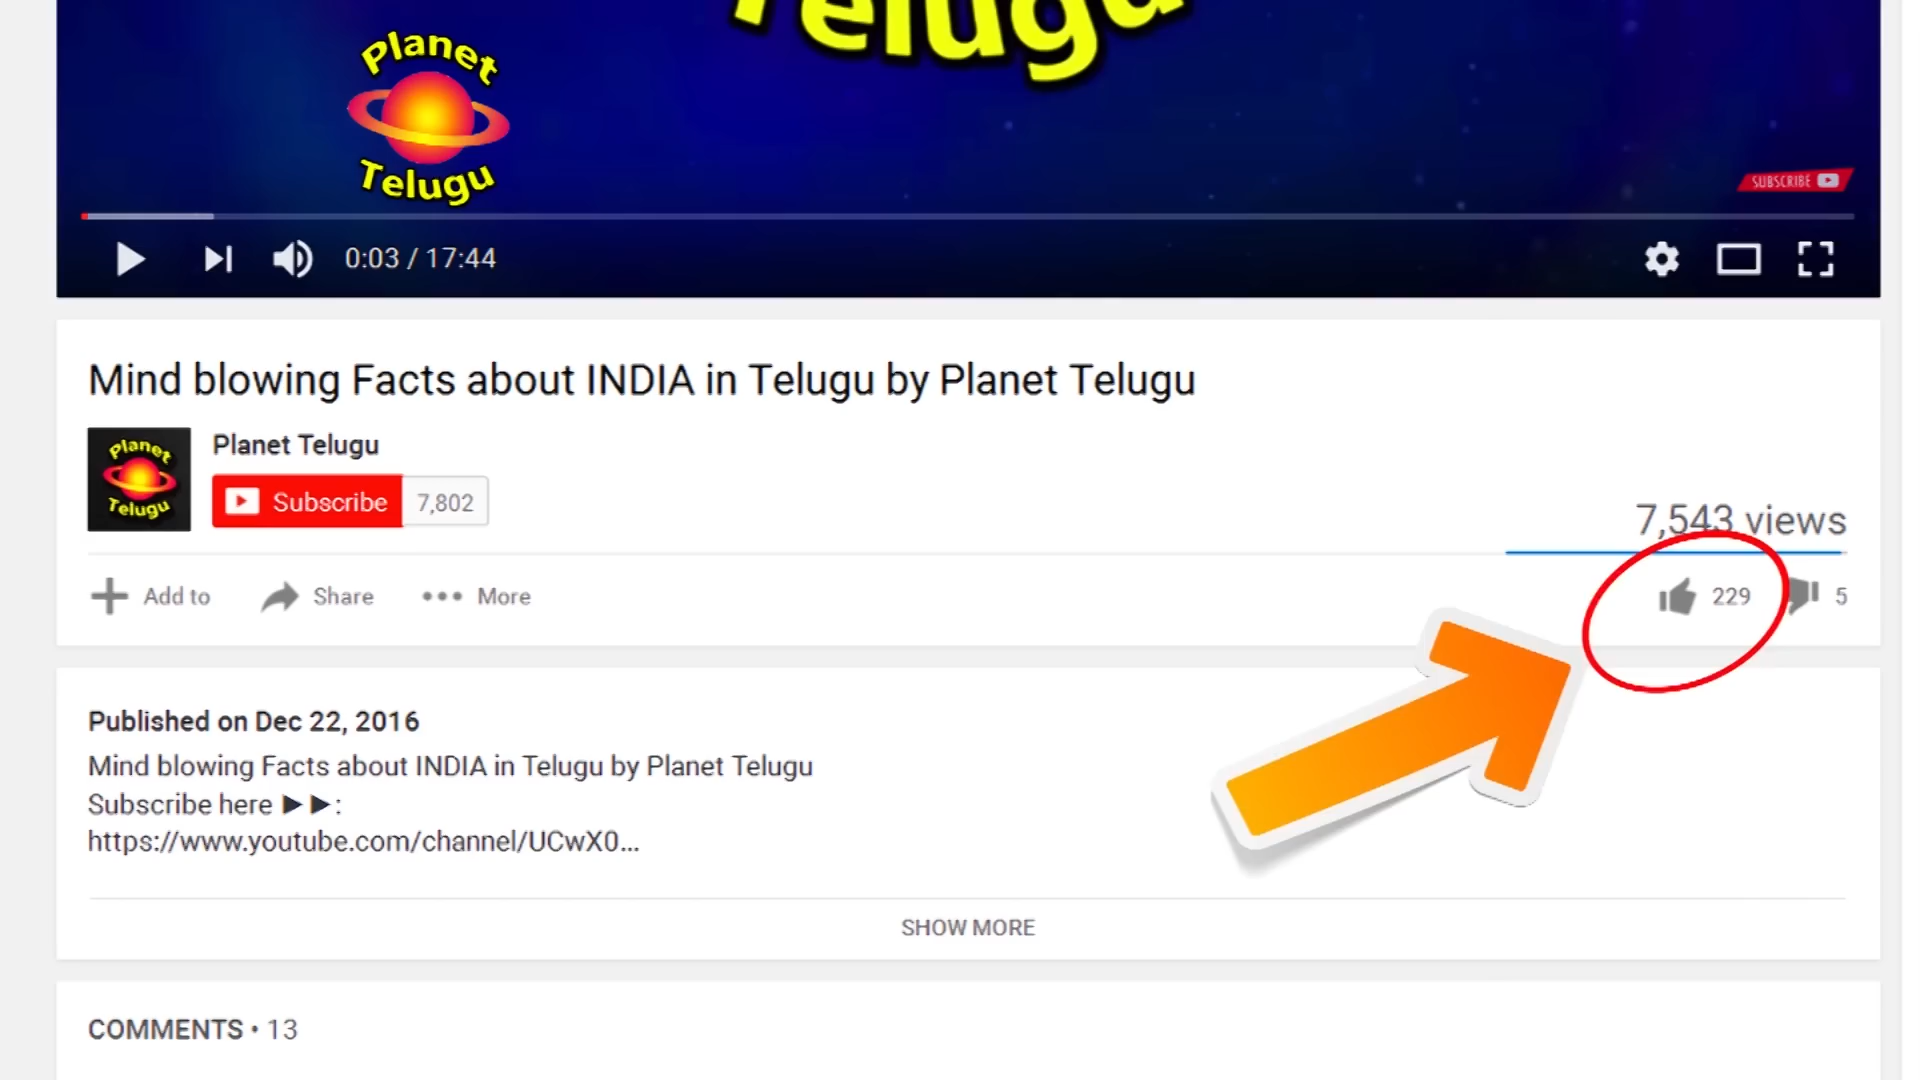 Telugu
Planet
Telugu
SUBSCRIBE
0:03 / 17:44
Mind blowing Facts about INDIA in Telugu by Planet Telugu
Planet
Telugu
Planet Telugu
Subscribe 7,802
7,543 views
Add to Share More 229 5
Published on Dec 22, 2016
Mind blowing Facts about INDIA in Telugu by Planet Telugu
Subscribe here ►►:
https://www.youtube.com/channel/UCwX0...
SHOW MORE
COMMENTS • 13